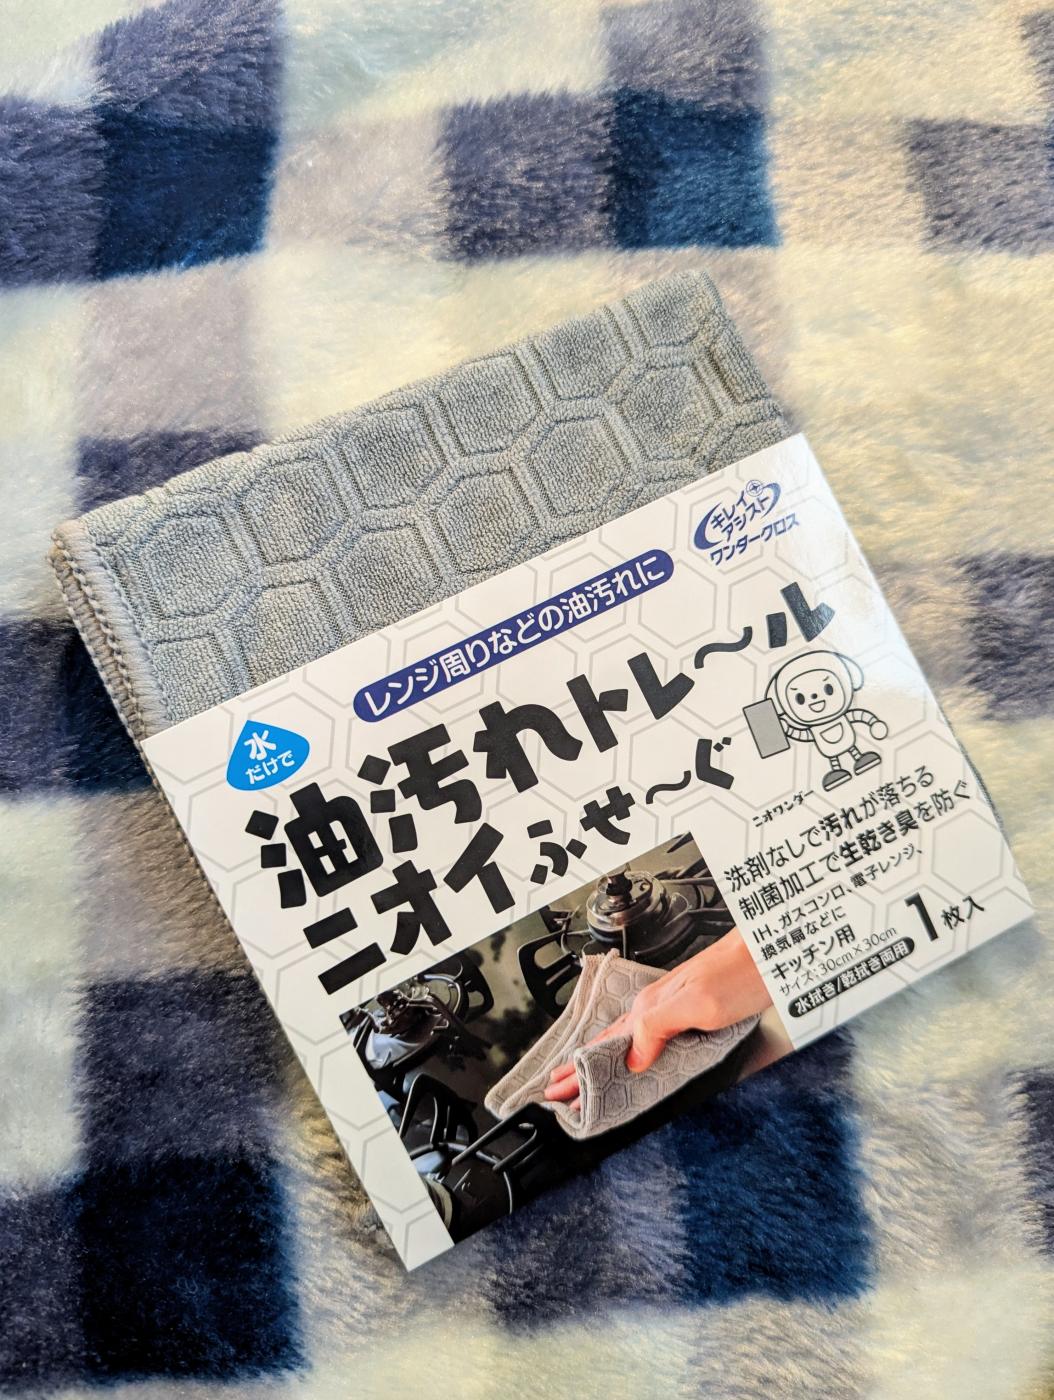 キレイ
アシスト
ワンダークロス
レンジ周りなどの油汚れに
水
だけで
油汚れトレ〜ル
ニオイふせ〜ぐ
ニオワンダー
洗剤なしで汚れが落ちる
制菌加工で生乾き臭を防ぐ
IH、ガスコンロ、電子レンジ、
換気扇などに
キッチン用
サイズ:30cm×30cm
水拭き/乾拭き両用
1枚入